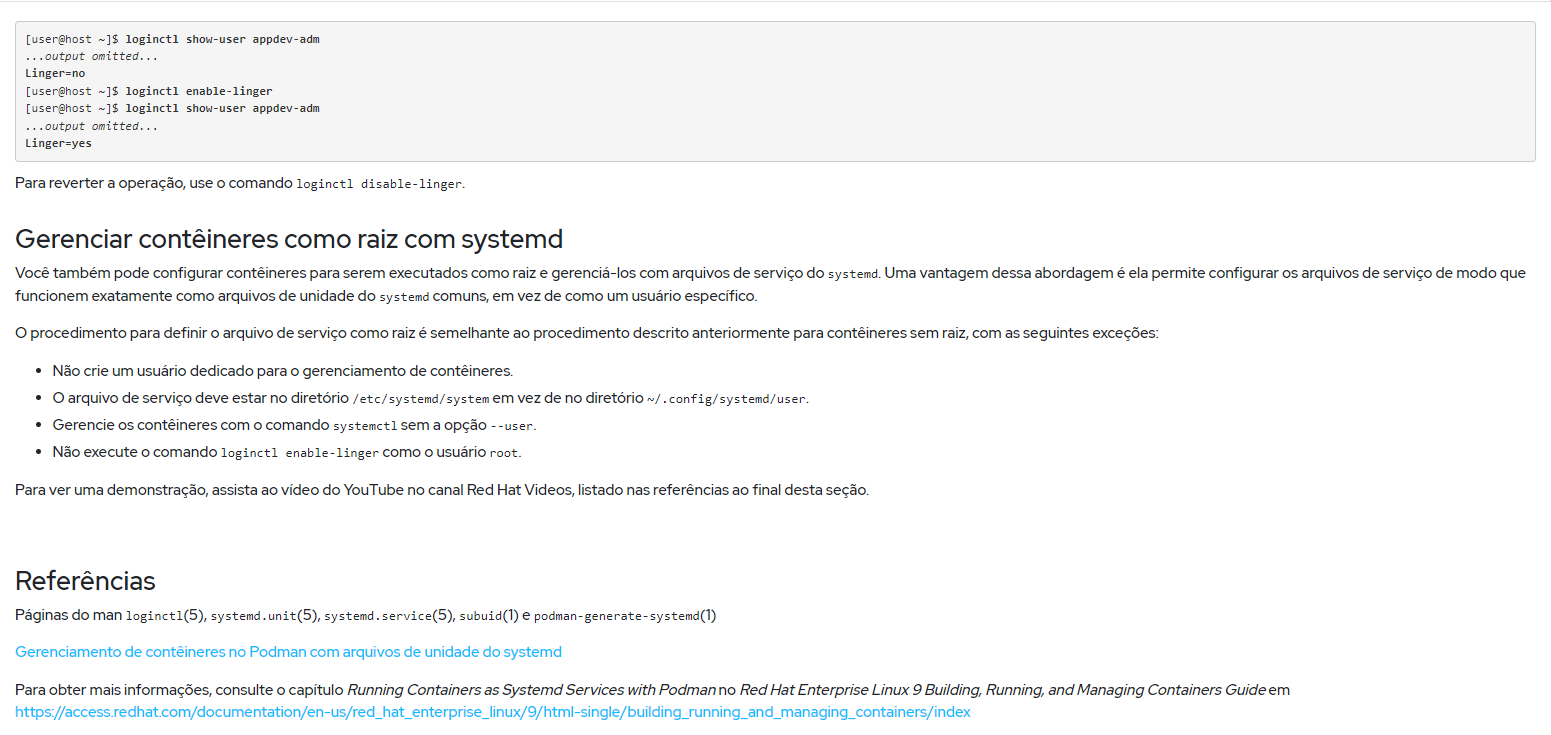 [user@host ~]$ loginctl show-user appdev-adm
...output omitted...
Linger=no
[user@host ~]$ loginctl enable-linger
[user@host ~]$ loginctl show-user appdev-adm
...output omitted...
Linger=yes
Para reverter a operação, use o comando loginctl disable-linger.
Gerenciar contêineres como raiz com systemd
Você também pode configurar contêineres para serem executados como raiz e gerenciá-los com arquivos de serviço do systemd. Uma vantagem dessa abordagem é ela permite configurar os arquivos de serviço de modo que
funcionem exatamente como arquivos de unidade do systemd comuns, em vez de como um usuário específico.
O procedimento para definir o arquivo de serviço como raiz é semelhante ao procedimento descrito anteriormente para contêineres sem raiz, com as seguintes exceções:
• Não crie um usuário dedicado para o gerenciamento de contêineres.
• O arquivo de serviço deve estar no diretório /etc/systemd/system em vez de no diretório ~/.config/systemd/user.
• Gerencie os contêineres com o comando systemctl sem a opção --user.
• Não execute o comando loginctl enable-linger como o usuário root.
Para ver uma demonstração, assista ao vídeo do YouTube no canal Red Hat Videos, listado nas referências ao final desta seção.
Referências
Páginas do man loginctl(5), systemd.unit(5), systemd.service(5), subuid(1) e podman-generate-systemd(1)
Gerenciamento de contêineres no Podman com arquivos de unidade do systemd
Para obter mais informações, consulte o capítulo Running Containers as Systemd Services with Podman no Red Hat Enterprise Linux 9 Building, Running, and Managing Containers Guide em
https://access.redhat.com/documentation/en-us/red_hat_enterprise_linux/9/html-single/building_running_and_managing_containers/index